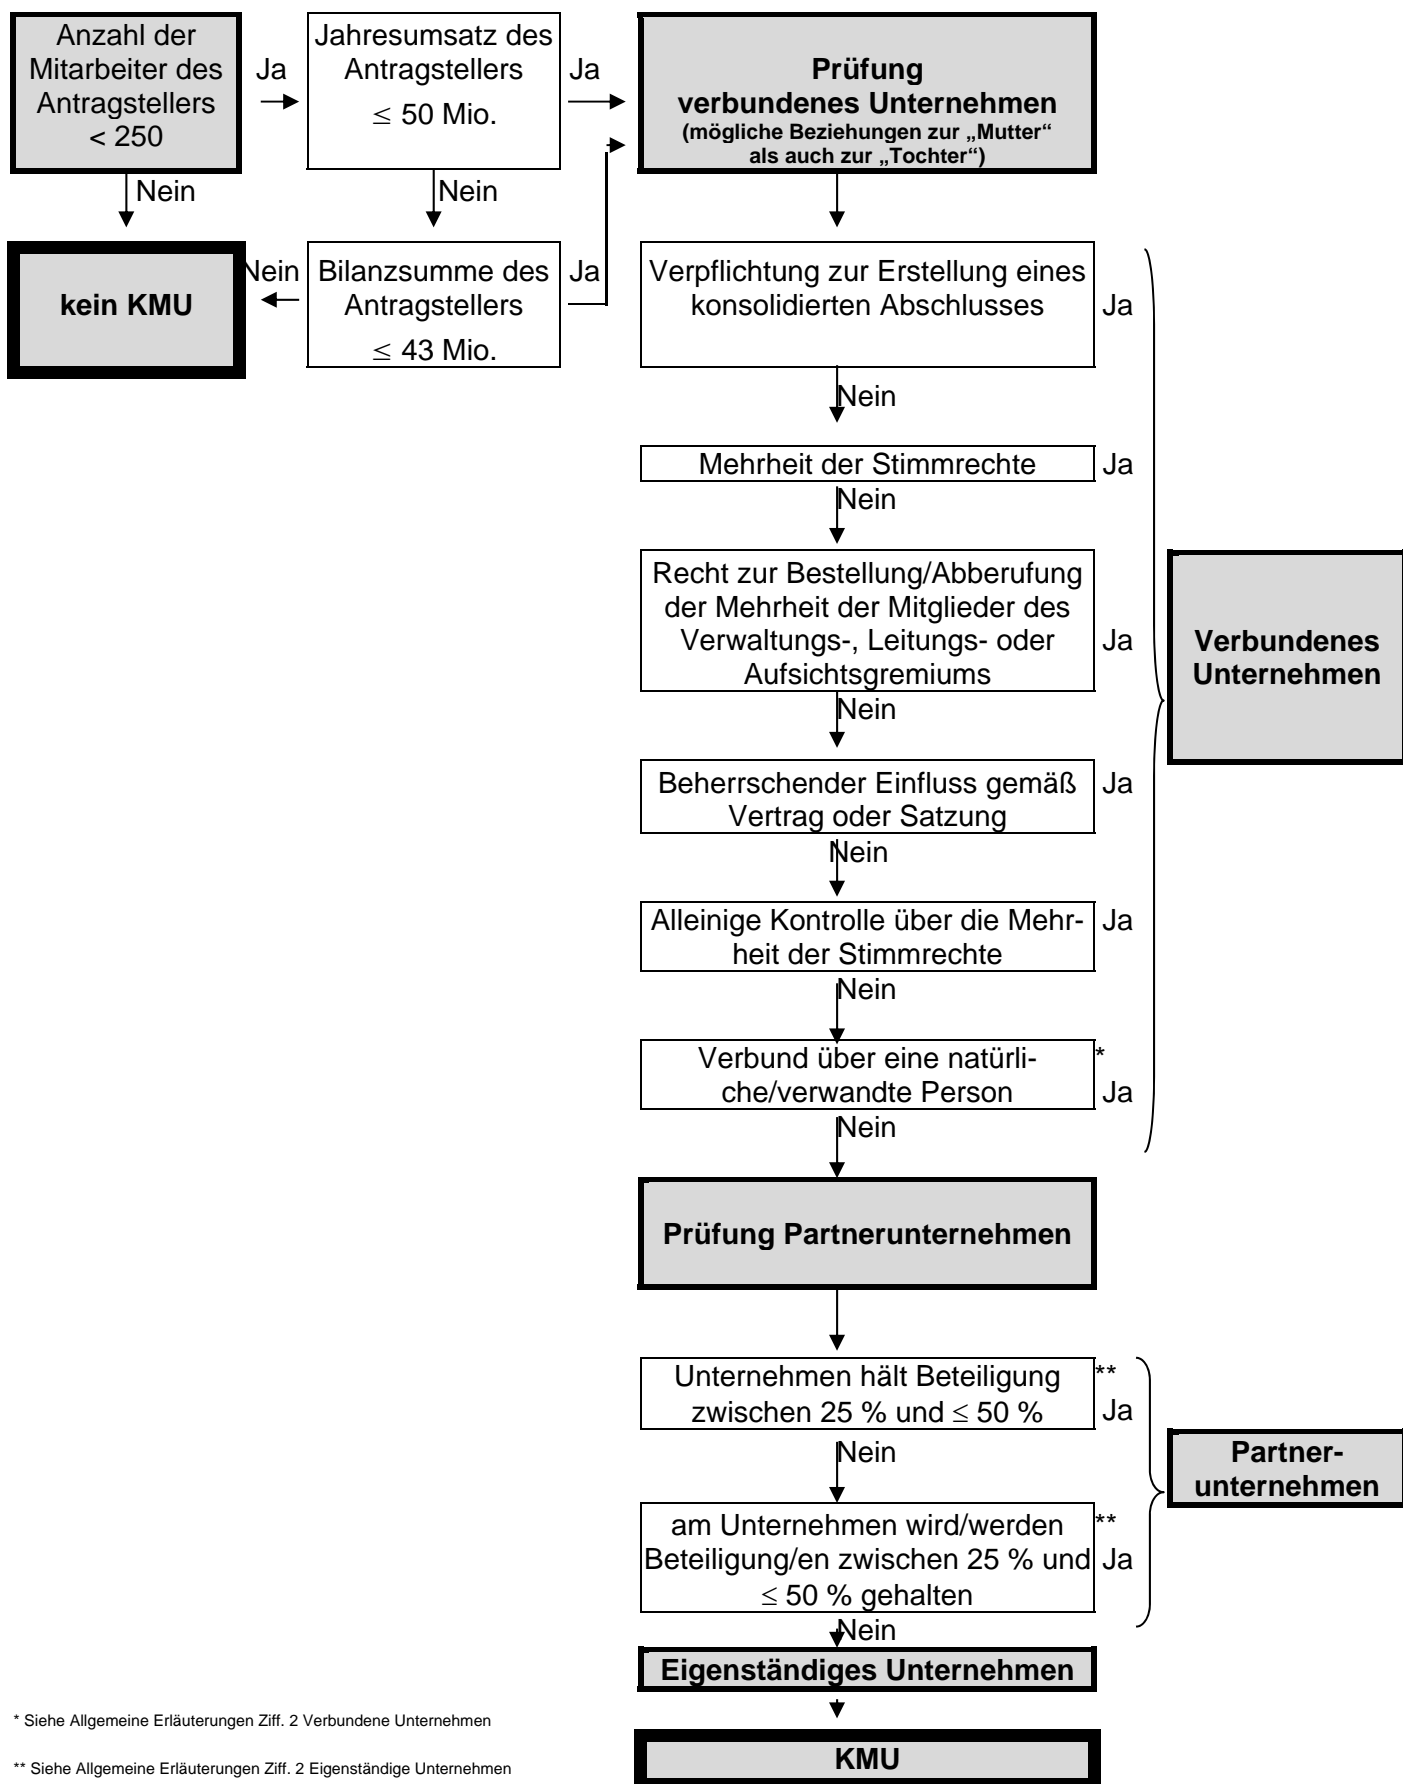 Anzahl der
Mitarbeiter des
Antragstellers
< 250
Ja
Jahresumsatz des
Antragstellers
≤ 50 Mio.
Ja
Prüfung
verbundenes Unternehmen
(mögliche Beziehungen zur „Mutter“
als auch zur „Tochter“)
Nein
Nein
kein KMU
Nein
Bilanzsumme des
Antragstellers
≤ 43 Mio.
Ja
Verpflichtung zur Erstellung eines
konsolidierten Abschlusses
Ja
Nein
Mehrheit der Stimmrechte
Ja
Nein
Recht zur Bestellung/Abberufung
der Mehrheit der Mitglieder des
Verwaltungs-, Leitungs- oder
Aufsichtsgremiums
Ja
Verbundenes
Unternehmen
Nein
Beherrschender Einfluss gemäß
Vertrag oder Satzung
Ja
Nein
Alleinige Kontrolle über die Mehr-
heit der Stimmrechte
Ja
Nein
Verbund über eine natürli-
che/verwandte Person
*
Ja
Nein
Prüfung Partnerunternehmen
Unternehmen hält Beteiligung
zwischen 25 % und ≤ 50 %
**
Ja
Nein
Partner-
unternehmen
am Unternehmen wird/werden
Beteiligung/en zwischen 25 % und
≤ 50 % gehalten
**
Ja
Nein
Eigenständiges Unternehmen
KMU
* Siehe Allgemeine Erläuterungen Ziff. 2 Verbundene Unternehmen
** Siehe Allgemeine Erläuterungen Ziff. 2 Eigenständige Unternehmen